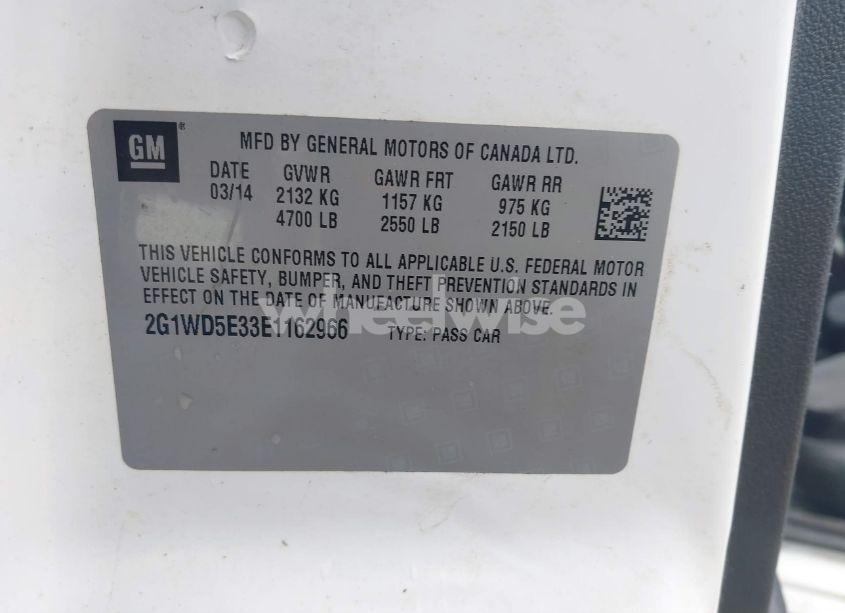 GM ®
MFD BY GENERAL MOTORS OF CANADA LTD.
DATE GVWR GAWR FRT GAWR RR
03/14 2132 KG 1157 KG 975 KG
4700 LB 2550 LB 2150 LB
THIS VEHICLE CONFORMS TO ALL APPLICABLE U.S. FEDERAL MOTOR
VEHICLE SAFETY, BUMPER, AND THEFT PREVENTION STANDARDS IN
EFFECT ON THE DATE OF MANUFACTURE SHOWN ABOVE.
2G1WD5E33E1162966 TYPE: PASS CAR
wheelwise